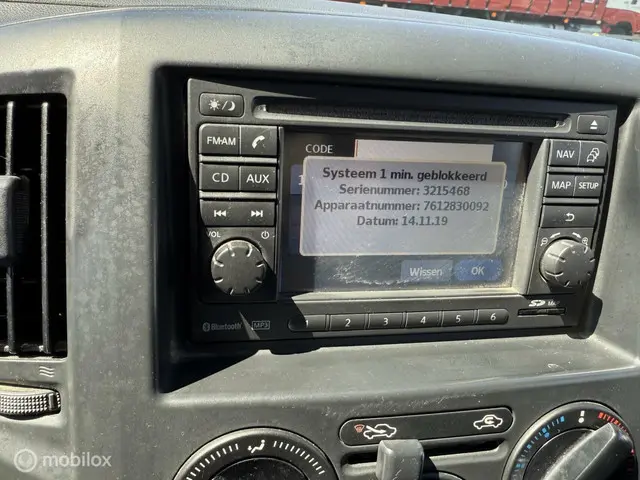 FM·AM
CD AUX
VOL
CODE
Systeem 1 min. geblokkeerd
Serienummer: 3215468
Apparaatnummer: 7612830092
Datum: 14.11.19
Wissen OK
NAV
MAP SETUP
Bluetooth MP3
2 3 4 5 6
SD
mobilox